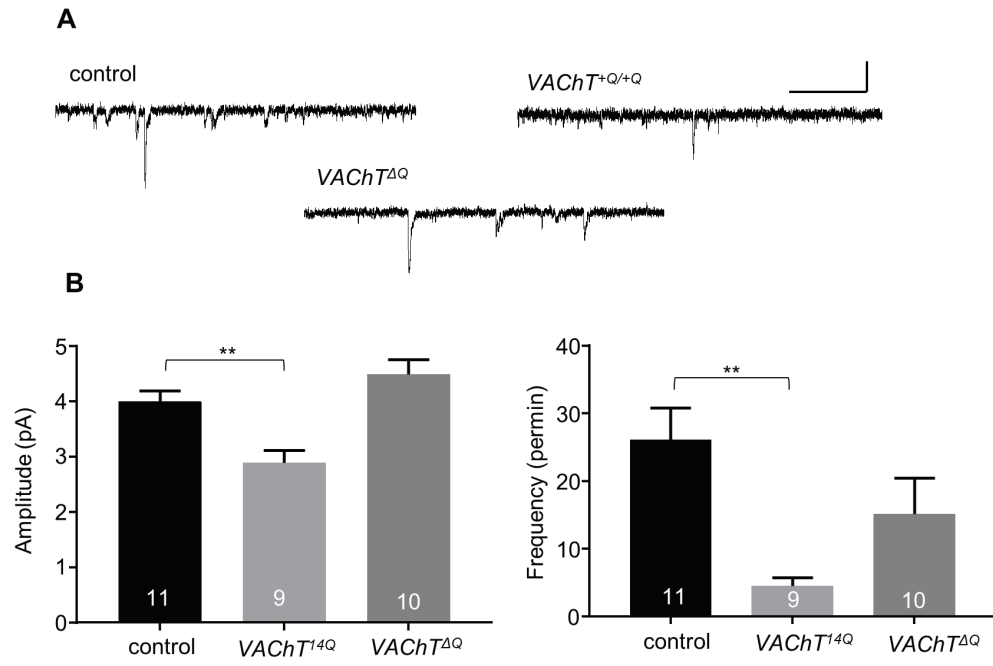 A
control
VAChT+Q/+Q
VAChTΔQ
B
Amplitude (pA)
5
4
3
2
1
0
**
11
9
10
control
VAChT14Q
VAChTΔQ
Frequency (permin)
40
30
20
10
0
**
11
9
10
control
VAChT14Q
VAChTΔQ